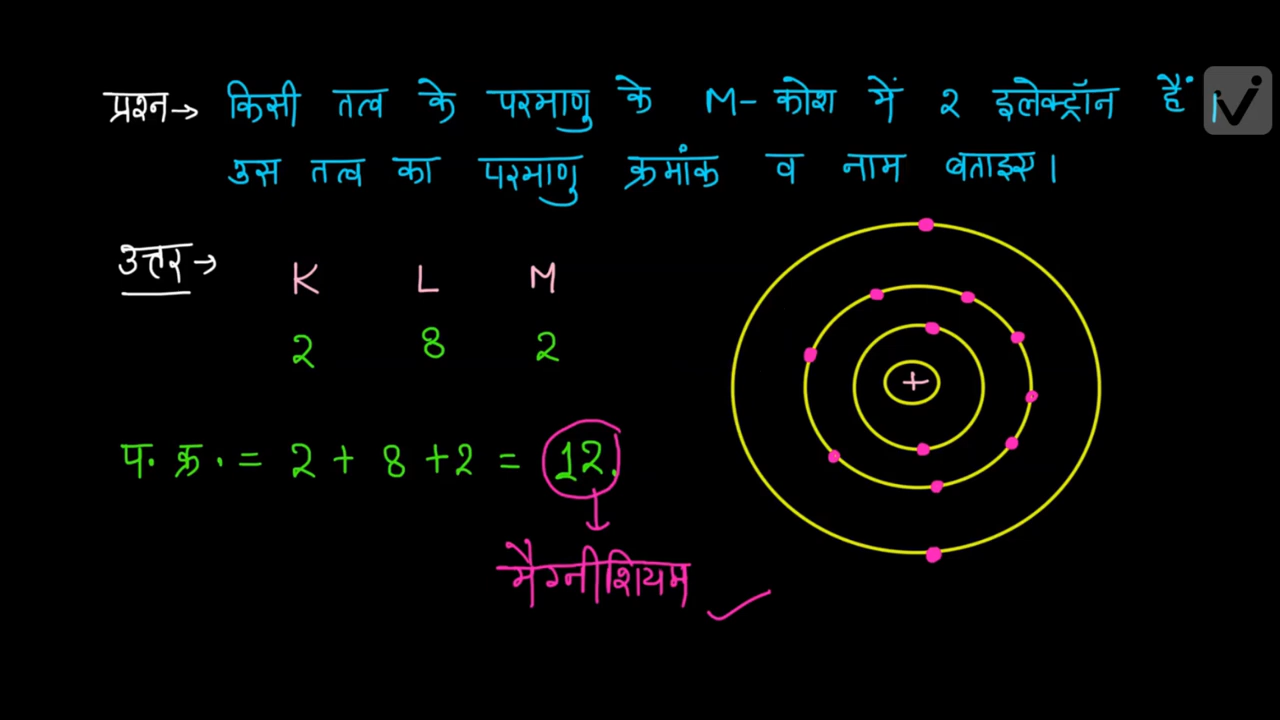 प्रश्न→ किसी तत्व के परमाणु के M- कोश में २ इलेक्ट्रॉन हैं।
उस तत्व का परमाणु क्रमांक व नाम बताइए।
उत्तर→
K L M
2 8 2
प. क्र. = 2 + 8 +2 = 12.
मैग्नीशियम
+